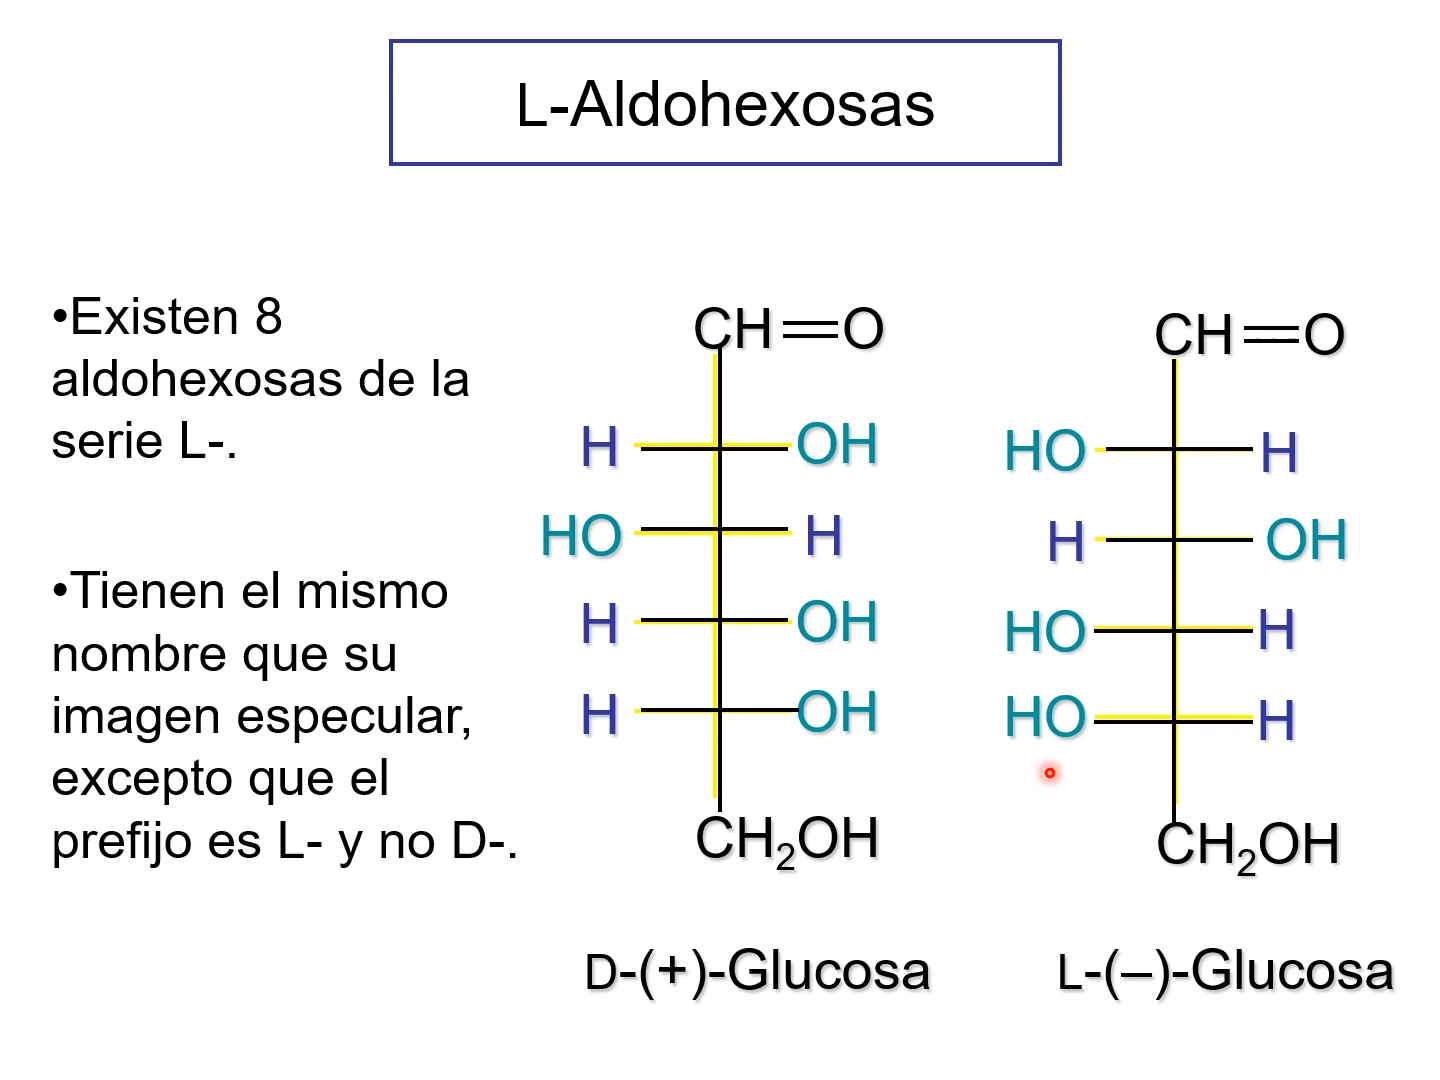 L-Aldohexosas
•Existen 8
aldohexosas de la
serie L-.
•Tienen el mismo
nombre que su
imagen especular,
excepto que el
prefijo es L- y no D-.
CH=O
H OH
HO H
H OH
H OH
CH₂OH
D-(+)-Glucosa
CH=O
HO H
H OH
HO H
HO H
CH₂OH
L-(–)-Glucosa